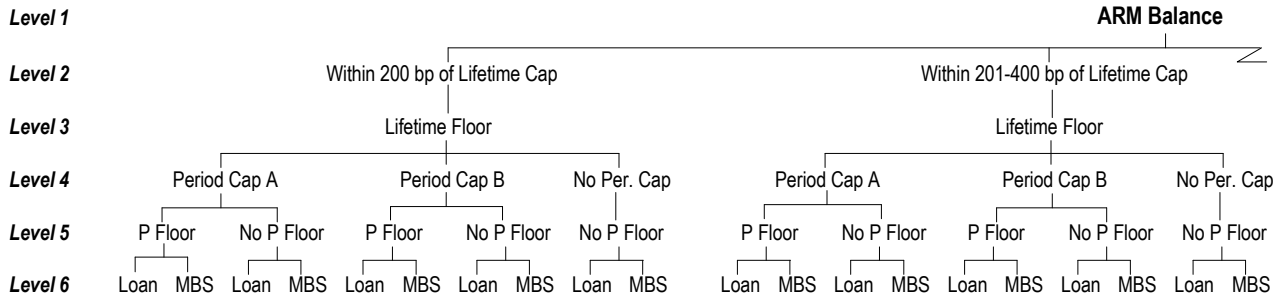 Level 1 ARM Balance
Level 2 Within 200 bp of Lifetime Cap Within 201-400 bp of Lifetime Cap
Level 3 Lifetime Floor Lifetime Floor
Level 4 Period Cap A Period Cap B No Per. Cap Period Cap A Period Cap B No Per. Cap
Level 5 P Floor No P Floor P Floor No P Floor No P Floor P Floor No P Floor P Floor No P Floor No P Floor
Level 6 Loan MBS Loan MBS Loan MBS Loan MBS Loan MBS Loan MBS Loan MBS Loan MBS Loan MBS Loan MBS